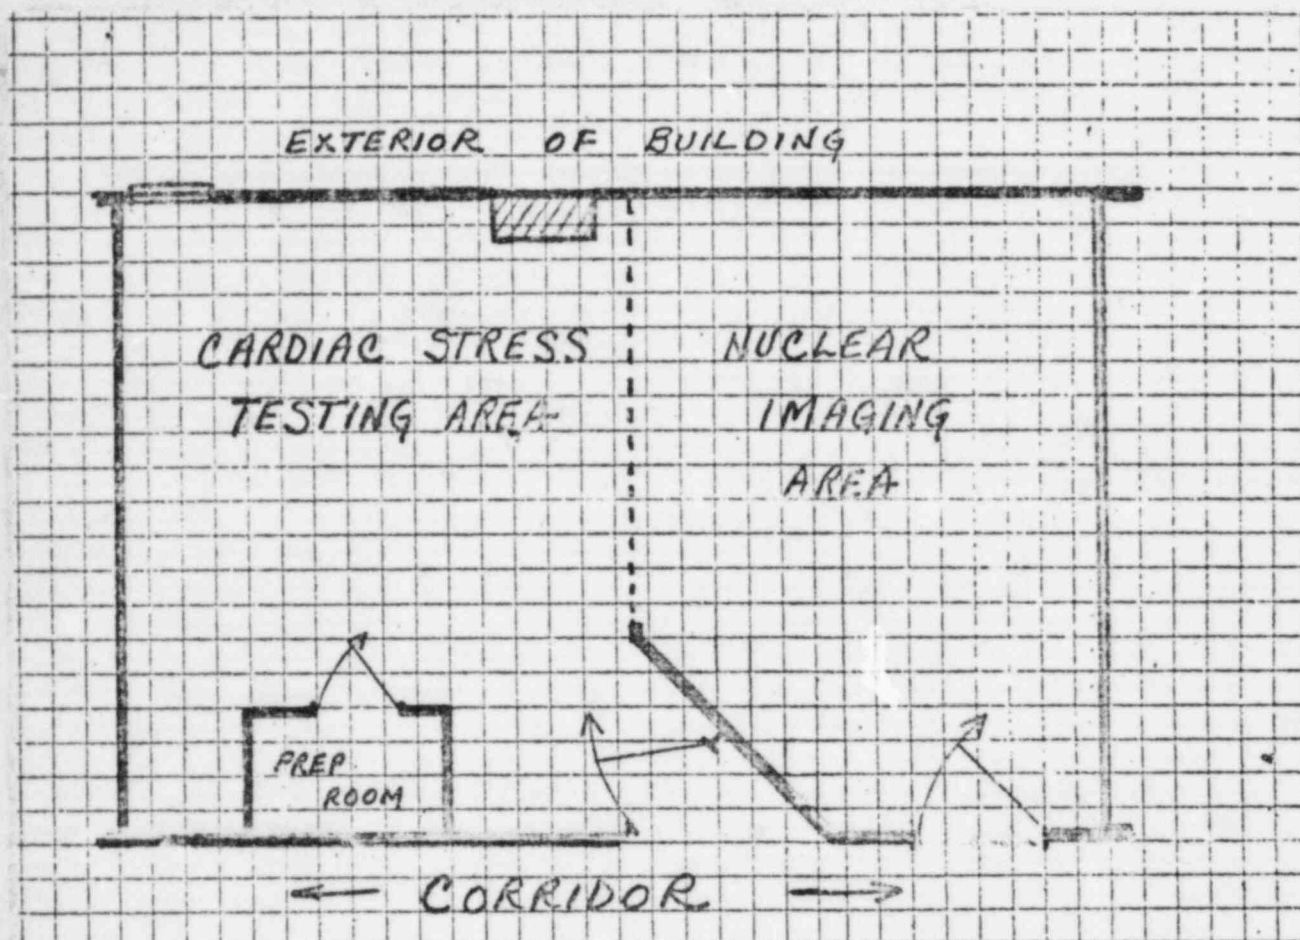 EXTERIOR OF BUILDING
CARDIAC STRESS
TESTING AREA
NUCLEAR
IMAGING
AREA
PREP
ROOM
← CORRIDOR →